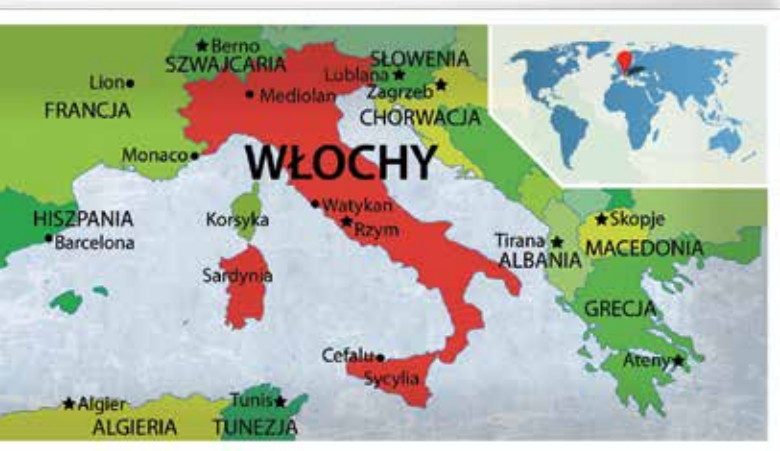 Berno
SZWAJCARIA
SŁOWENIA
Lublana
Lion
Mediolan
Zagrzeb
FRANCJA
CHORWACJA
Monaco
WŁOCHY
Watykan
HISZPANIA
Korsyka
Skopje
Rzym
Barcelona
Tirana
MACEDONIA
ALBANIA
Sardynia
GRECJA
Cefalu
Ateny
Sycylia
Algier
Tunis
ALGIERIA
TUNEZJA